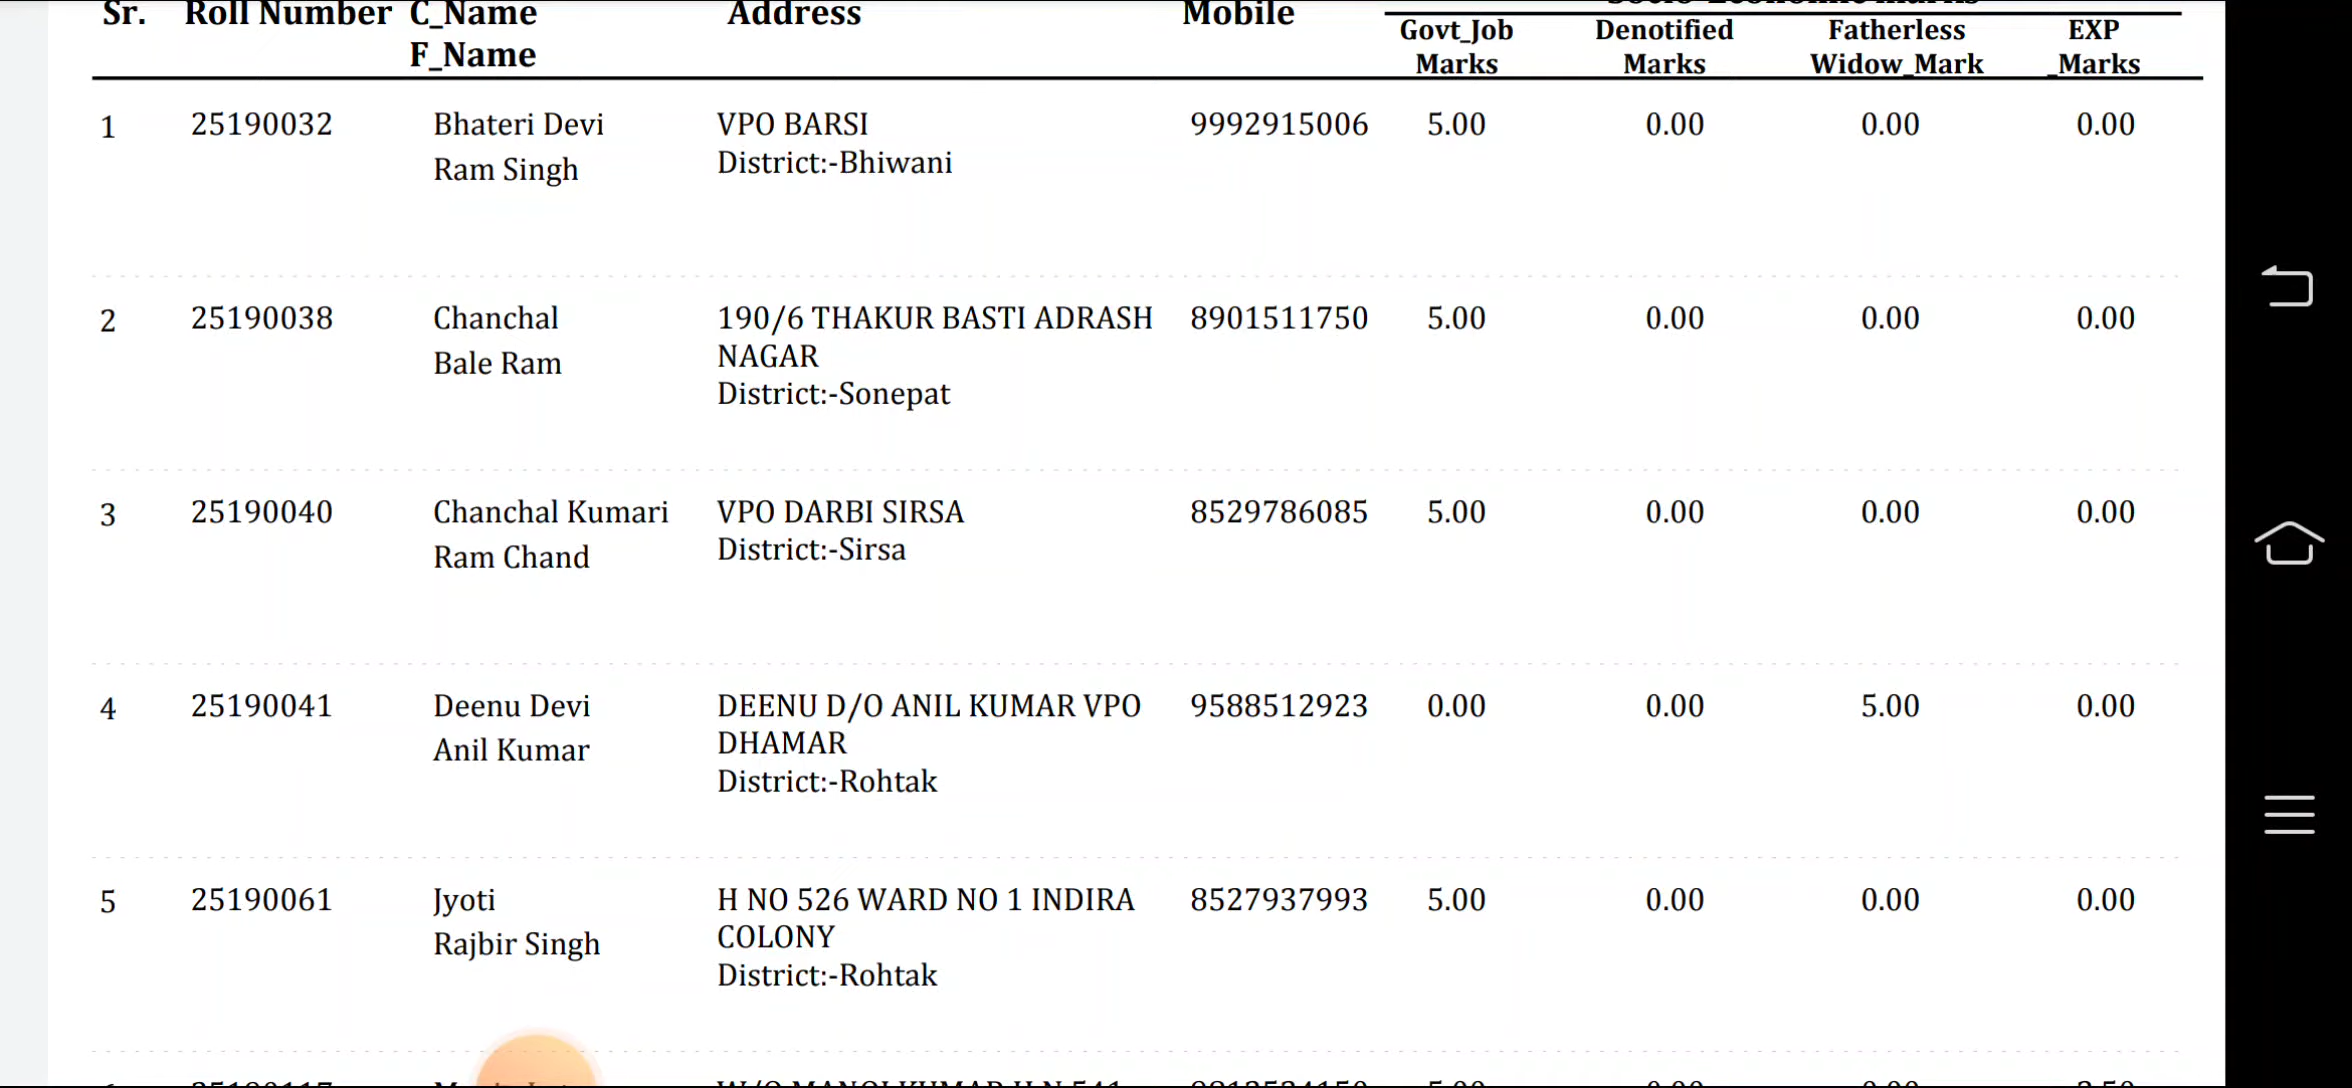 Sr. Roll Number C_Name Address Mobile
F_Name
Govt_Job Denotified Fatherless EXP
Marks Marks Widow_Mark _Marks
1 25190032 Bhateri Devi VPO BARSI 9992915006 5.00 0.00 0.00 0.00
Ram Singh District:-Bhiwani
2 25190038 Chanchal 190/6 THAKUR BASTI ADRASH 8901511750 5.00 0.00 0.00 0.00
Bale Ram NAGAR
District:-Sonepat
3 25190040 Chanchal Kumari VPO DARBI SIRSA 8529786085 5.00 0.00 0.00 0.00
Ram Chand District:-Sirsa
4 25190041 Deenu Devi DEENU D/O ANIL KUMAR VPO 9588512923 0.00 0.00 5.00 0.00
Anil Kumar DHAMAR
District:-Rohtak
5 25190061 Jyoti H NO 526 WARD NO 1 INDIRA 8527937993 5.00 0.00 0.00 0.00
Rajbir Singh COLONY
District:-Rohtak